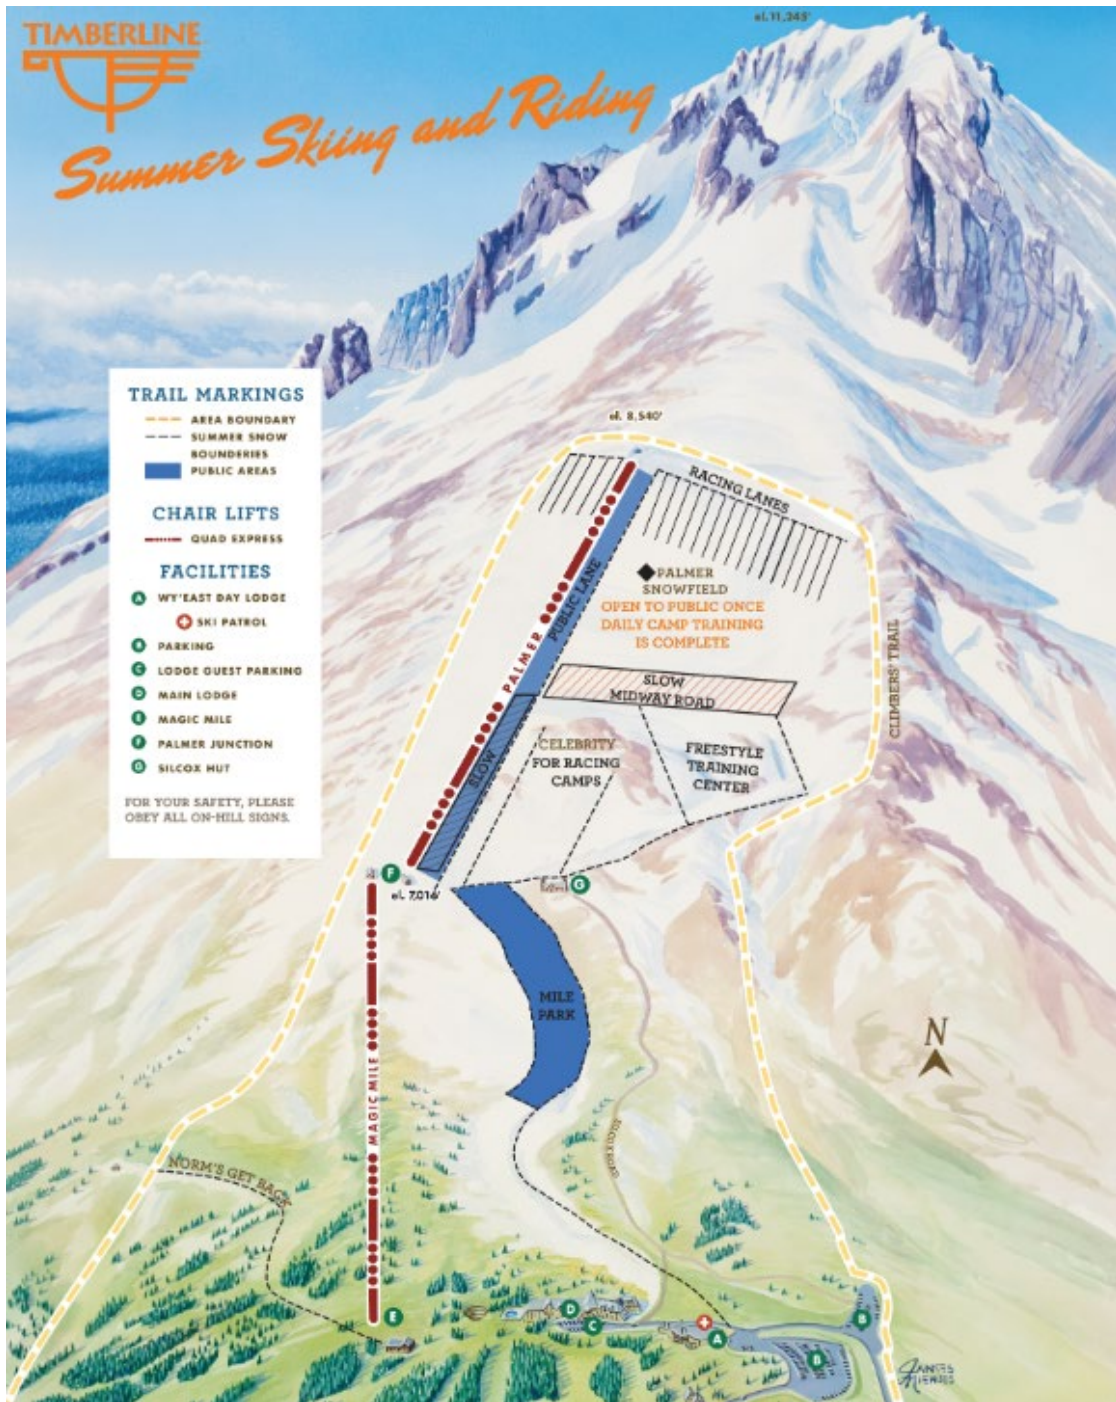 el. 11,245'
TIMBERLINE
Summer Skiing and Riding
TRAIL MARKINGS
AREA BOUNDARY
SUMMER SNOW
BOUNDERIES
PUBLIC AREAS
CHAIR LIFTS
QUAD EXPRESS
FACILITIES
A WY'EAST DAY LODGE
SKI PATROL
B PARKING
C LODGE GUEST PARKING
D MAIN LODGE
E MAGIC MILE
F PALMER JUNCTION
G SILCOX HUT
FOR YOUR SAFETY, PLEASE
OBEY ALL ON-HILL SIGNS.
el. 8,540'
RACING LANES
PALMER
SNOWFIELD
OPEN TO PUBLIC ONCE
DAILY CAMP TRAINING
IS COMPLETE
PUBLIC LANE
PALMER
SLOW
MIDWAY ROAD
CLIMBERS' TRAIL
SLOW
CELEBRITY
FOR RACING
CAMPS
FREESTYLE
TRAINING
CENTER
F
G
el. 7,016'
MILE
PARK
N
MAGIC MILE
NORM'S GET BACK
E
D
C
A
B
B